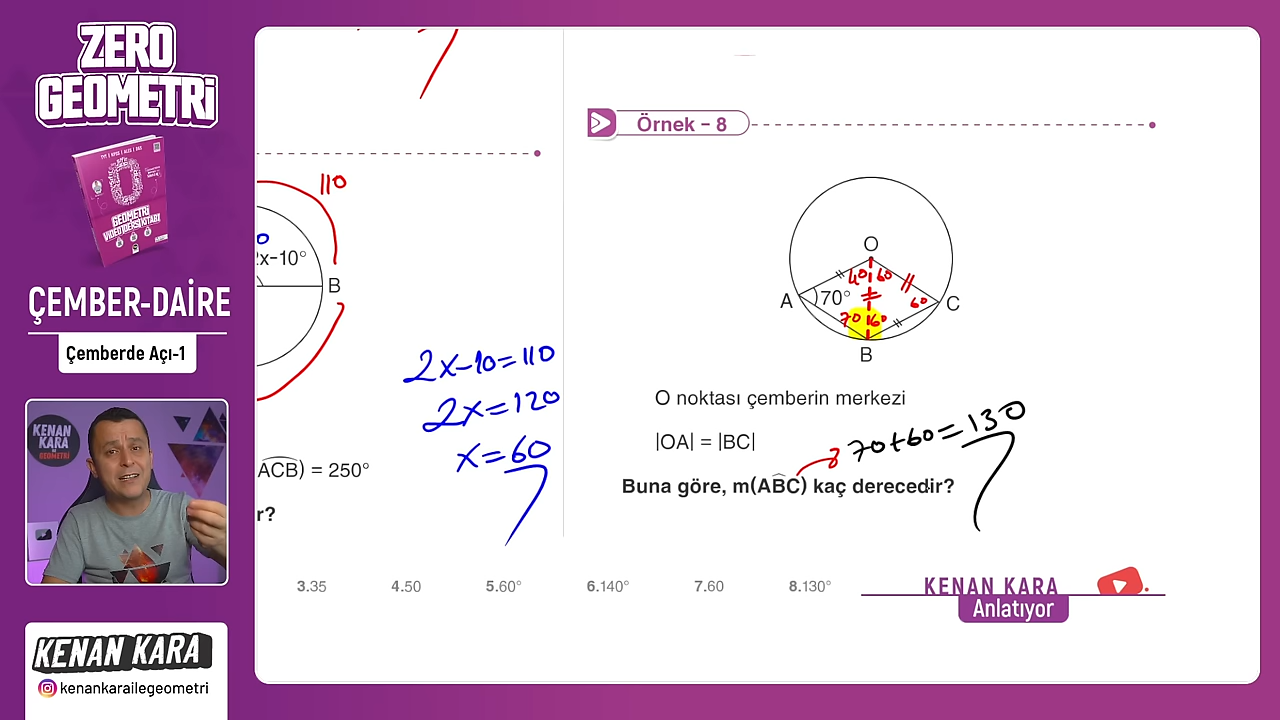 ZERO
GEOMETRİ
GEOMETRİ
VİDEO DERS KİTABI
ÇEMBER-DAİRE
Çemberde Açı-1
KENAN
KARA
KENAN KARA
kenankarailegeometri
110
2x-10°
B
2x-10=110
2x=120
x=60
ACB) = 250°
r?
Örnek - 8
O
40 60
A 70° 60 C
70 60
B
O noktası çemberin merkezi
|OA| = |BC|
70+60=130
Buna göre, m(ABC) kaç derecedir?
3.35 4.50 5.60° 6.140° 7.60 8.130°
KENAN KARA
Anlatıyor